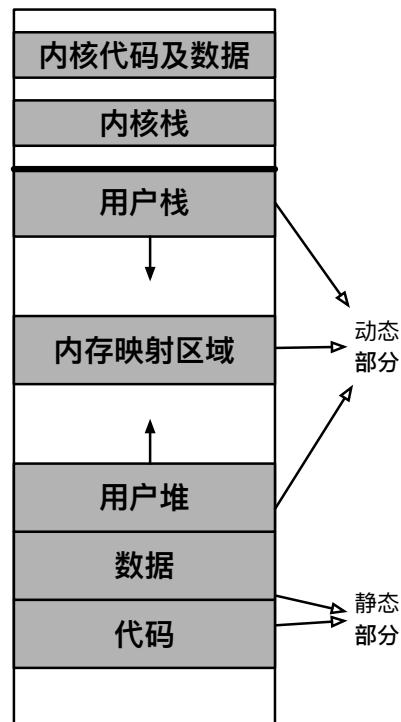 内核代码及数据
内核栈
用户栈
内存映射区域
用户堆
数据
代码
动态
部分
静态
部分